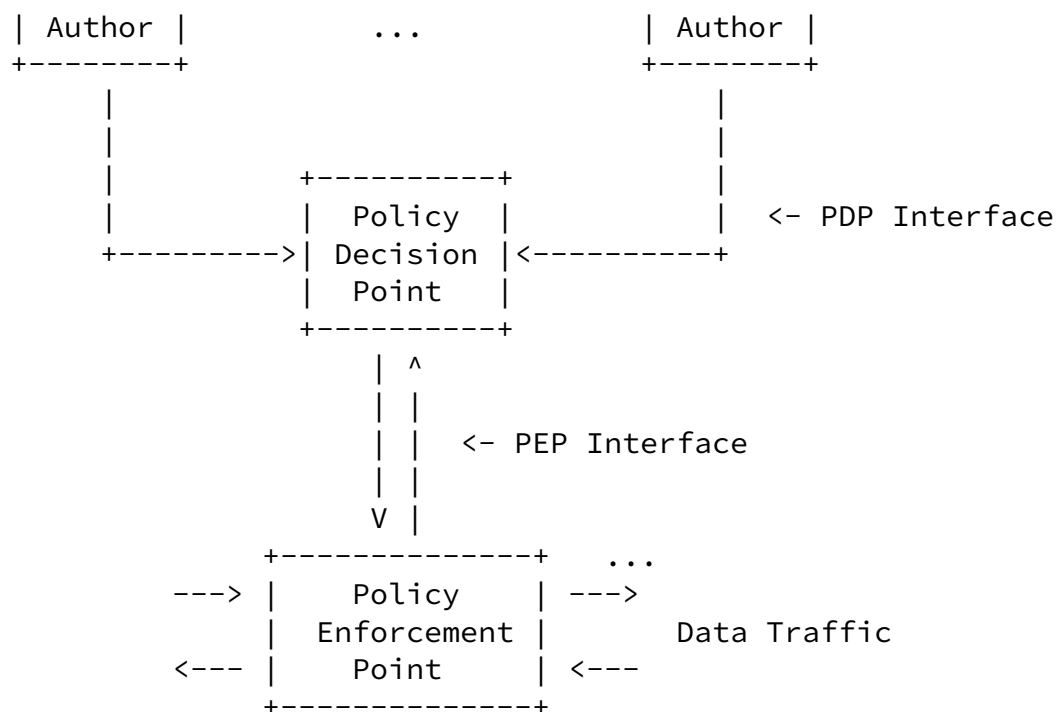 | Author |          ...            | Author |
+--------+                         +--------+
     |                                 |
     |                                 |
     |          +----------+           |
     |          |  Policy  |           |  <- PDP Interface
     +--------->| Decision |<----------+
                |  Point   |
                +----------+
                    | ^
                    | |
                    | |  <- PEP Interface
                    | |
                    V |
              +--------------+   ...
         ---> |    Policy    | --->
              |  Enforcement |       Data Traffic
         <--- |    Point     | <---
              +--------------+